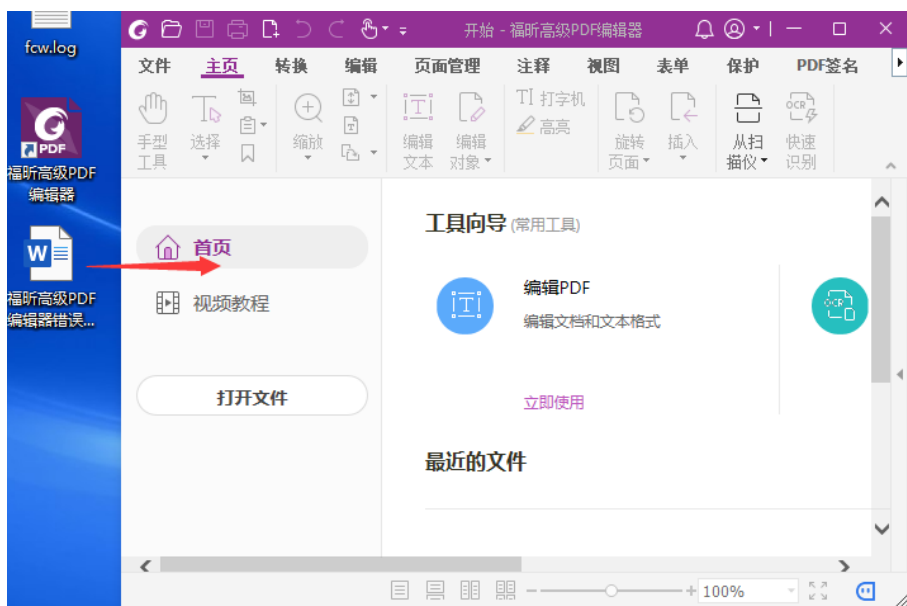 fcw.log
PDF
福昕高级PDF
编辑器
W
福昕高级PDF
编辑器错误...
开始 - 福昕高级PDF编辑器
文件 主页 转换 编辑 页面管理 注释 视图 表单 保护 PDF签名
手型
工具
选择
缩放
编辑
文本
编辑
对象
打字机
高亮
旋转
页面
插入
从扫
描仪
OCR
快速
识别
首页
视频教程
打开文件
工具向导 (常用工具)
编辑PDF
编辑文档和文本格式
立即使用
OCR
最近的文件
100%